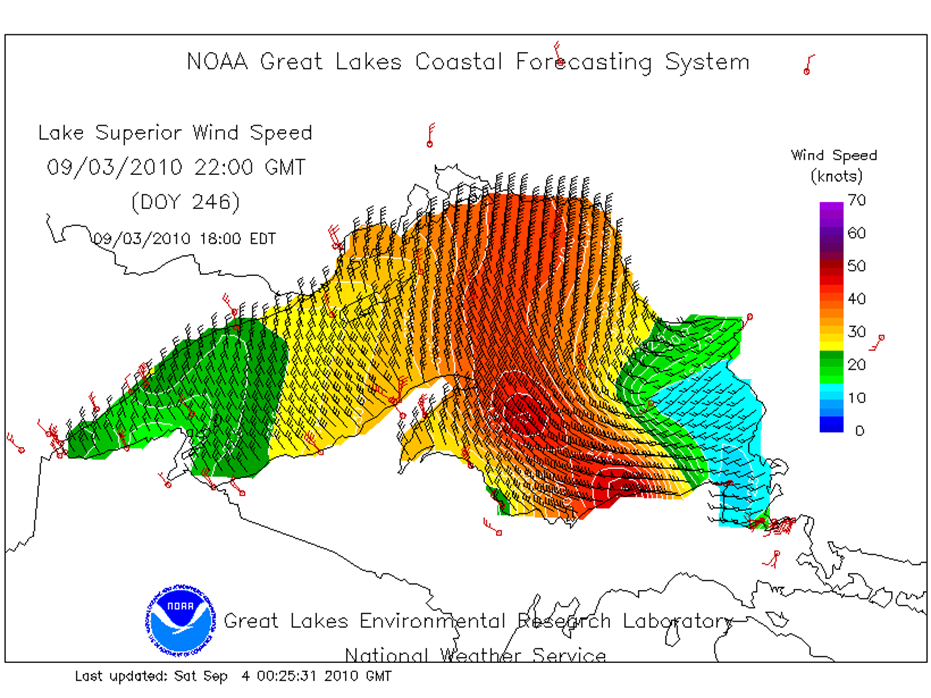 NOAA Great Lakes Coastal Forecasting System
Lake Superior Wind Speed
09/03/2010 22:00 GMT
(DOY 246)
09/03/2010 18:00 EDT
Wind Speed
(knots)
70
60
50
40
30
20
10
0
NOAA
Great Lakes Environmental Research Laboratory
National Weather Service
Last updated: Sat Sep 4 00:25:31 2010 GMT